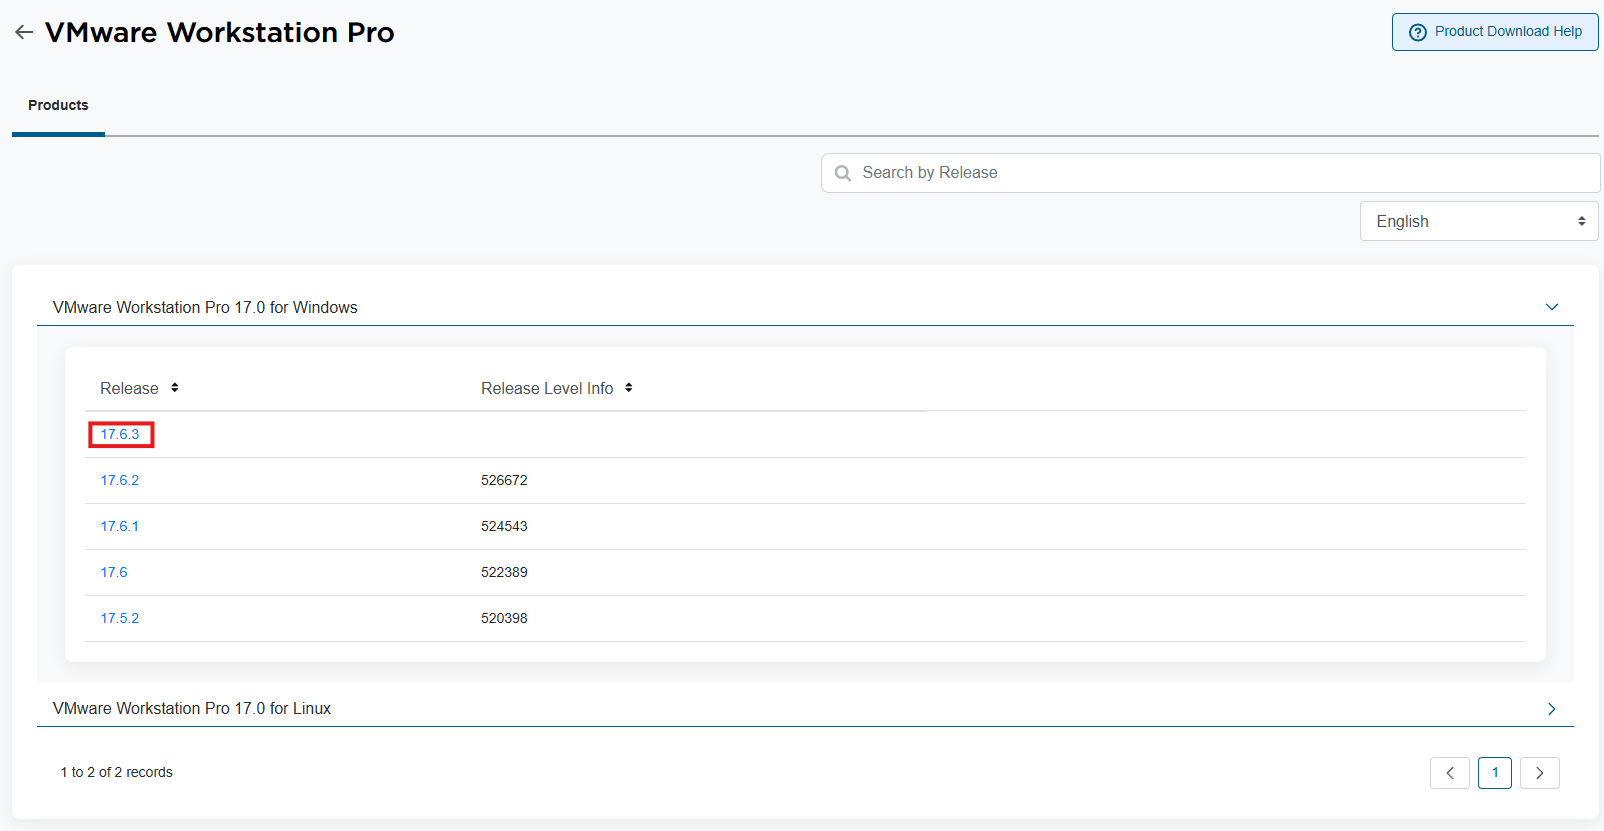 VMware Workstation Pro
Product Download Help
Products
Search by Release
English
VMware Workstation Pro 17.0 for Windows
Release Release Level Info
17.6.3
17.6.2 526672
17.6.1 524543
17.6 522389
17.5.2 520398
VMware Workstation Pro 17.0 for Linux
1 to 2 of 2 records
1